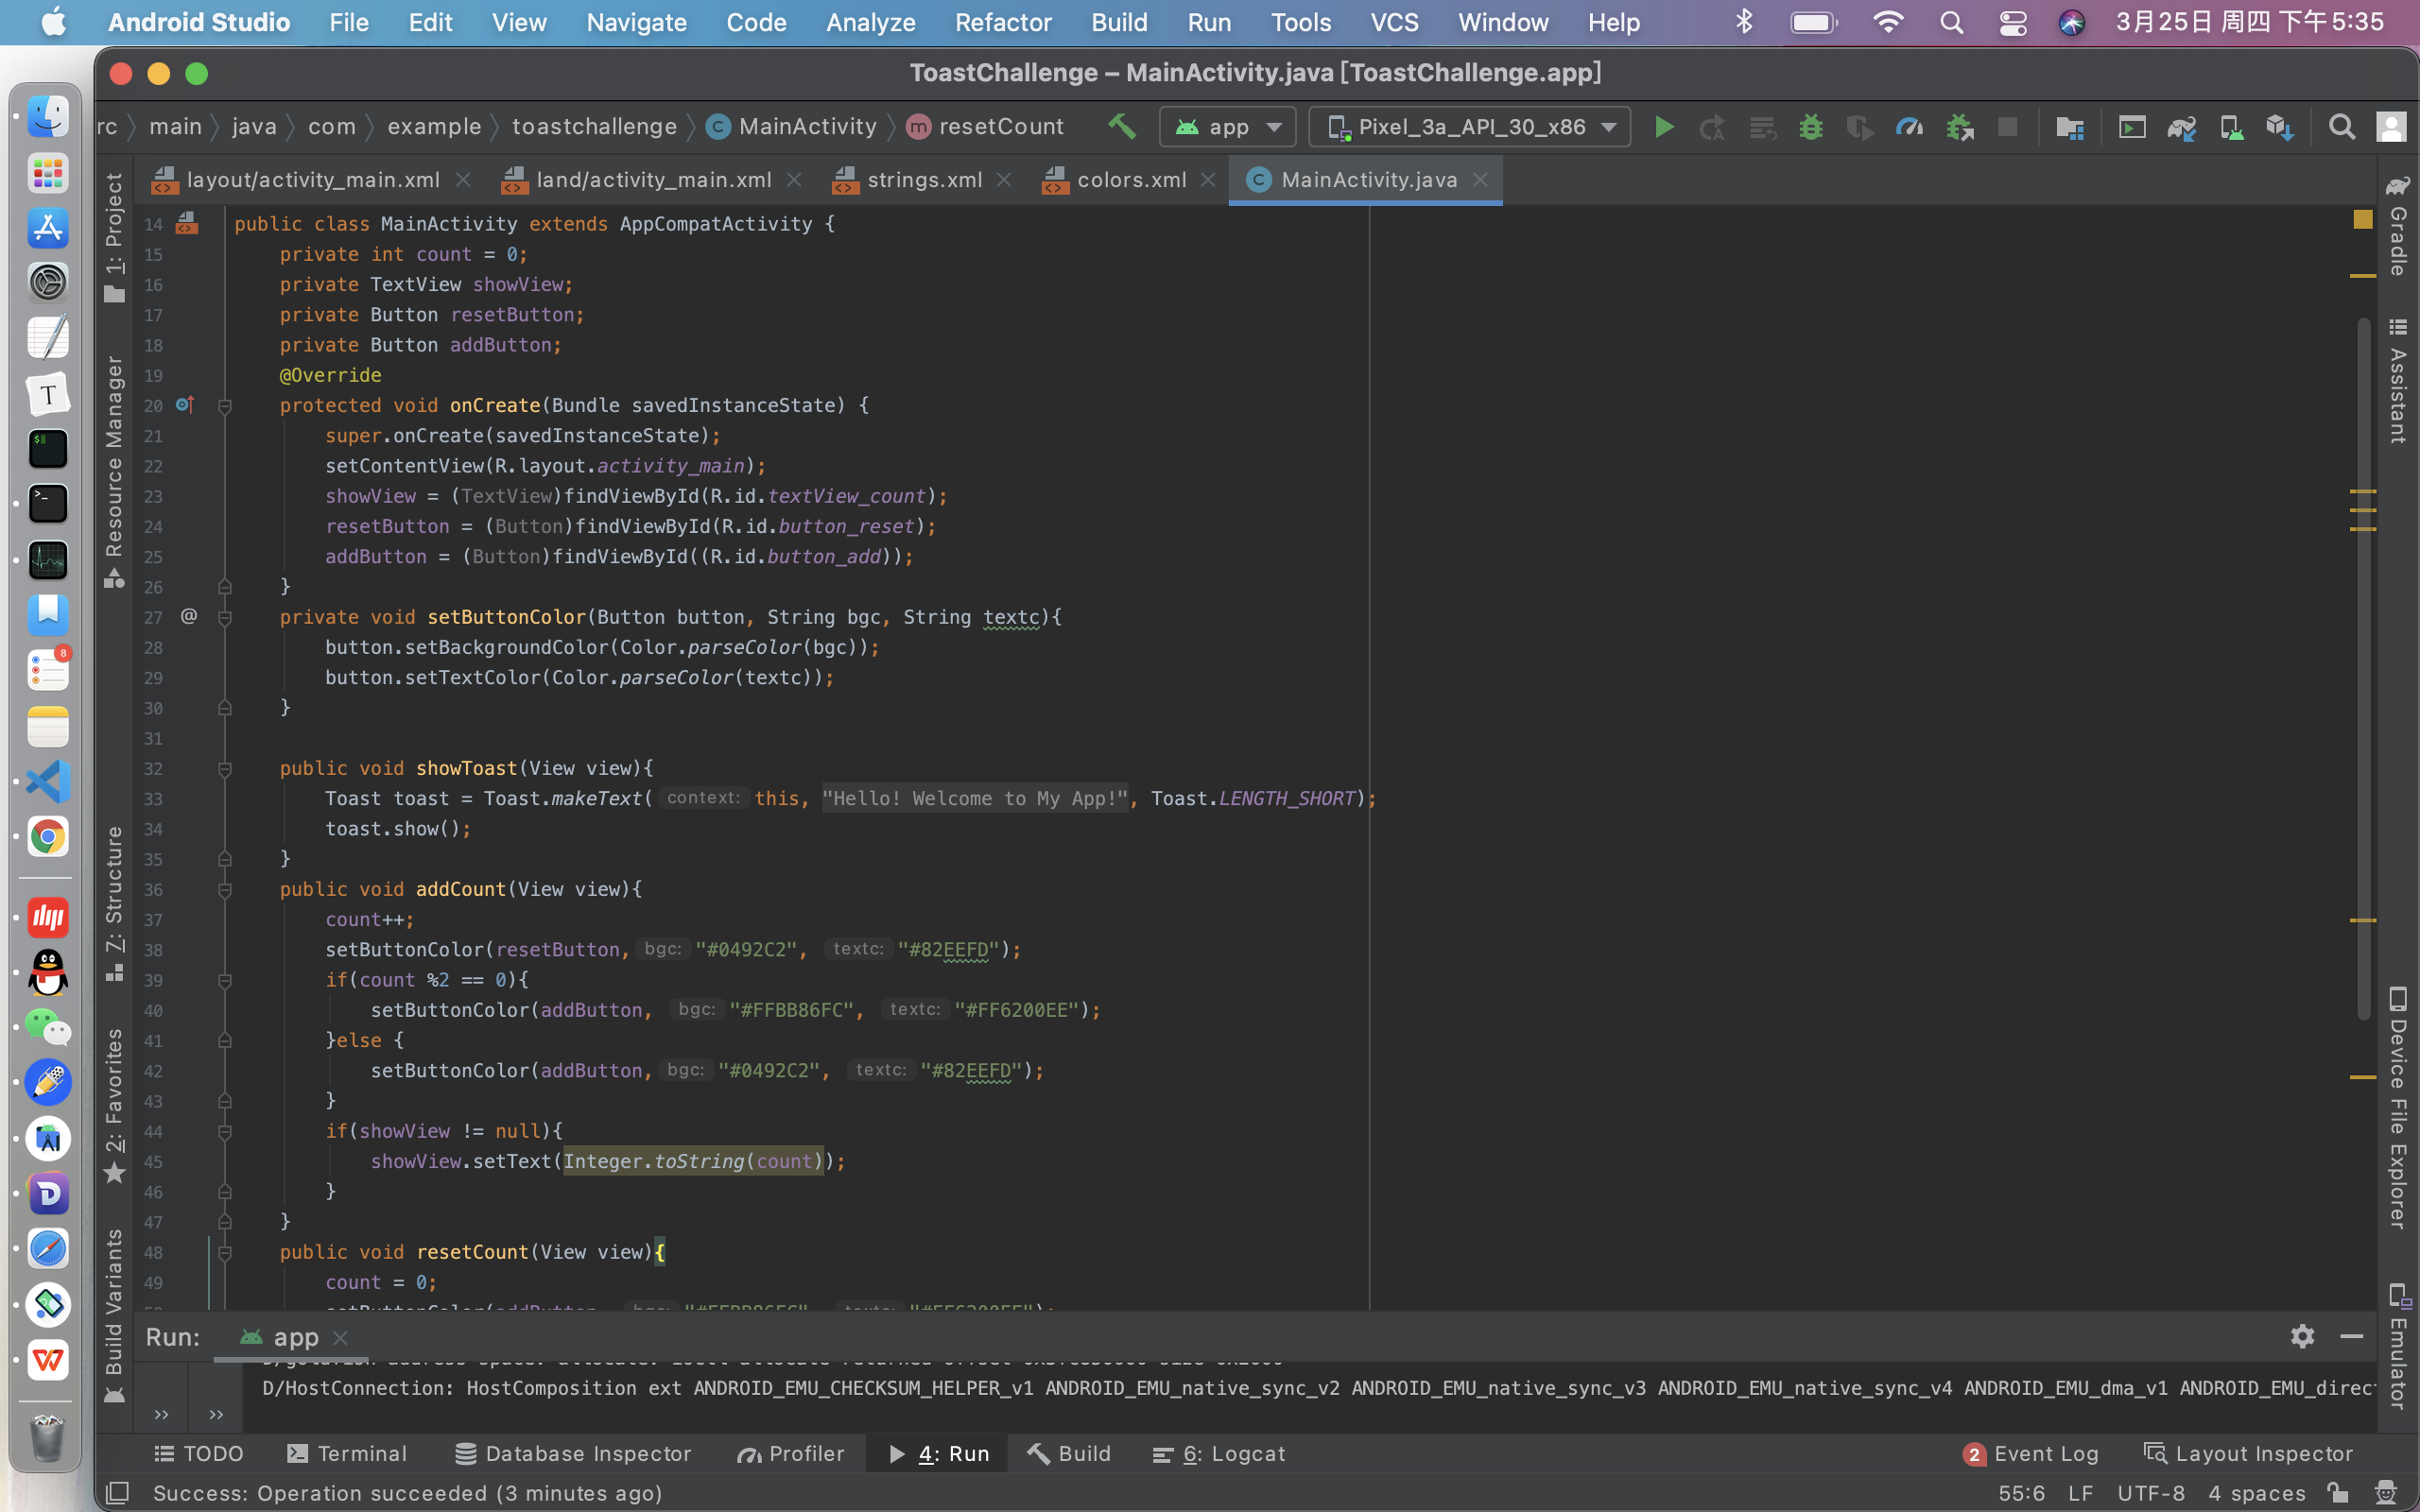 Android Studio File Edit View Navigate Code Analyze Refactor Build Run Tools VCS Window Help 3月25日 周四 下午5:35
ToastChallenge – MainActivity.java [ToastChallenge.app]
rc main java com example toastchallenge C MainActivity m resetCount app Pixel_3a_API_30_x86
layout/activity_main.xml land/activity_main.xml strings.xml colors.xml C MainActivity.java
1: Project
Resource Manager
7: Structure
2: Favorites
Build Variants
14 public class MainActivity extends AppCompatActivity {
15 private int count = 0;
16 private TextView showView;
17 private Button resetButton;
18 private Button addButton;
19 @Override
20 protected void onCreate(Bundle savedInstanceState) {
21 super.onCreate(savedInstanceState);
22 setContentView(R.layout.activity_main);
23 showView = (TextView)findViewById(R.id.textView_count);
24 resetButton = (Button)findViewById(R.id.button_reset);
25 addButton = (Button)findViewById((R.id.button_add));
26 }
27 @ private void setButtonColor(Button button, String bgc, String textc){
28 button.setBackgroundColor(Color.parseColor(bgc));
29 button.setTextColor(Color.parseColor(textc));
30 }
31
32 public void showToast(View view){
33 Toast toast = Toast.makeText( context: this, "Hello! Welcome to My App!", Toast.LENGTH_SHORT);
34 toast.show();
35 }
36 public void addCount(View view){
37 count++;
38 setButtonColor(resetButton, bgc: "#0492C2", textc: "#82EEFD");
39 if(count %2 == 0){
40 setButtonColor(addButton, bgc: "#FFBB86FC", textc: "#FF6200EE");
41 }else {
42 setButtonColor(addButton, bgc: "#0492C2", textc: "#82EEFD");
43 }
44 if(showView != null){
45 showView.setText(Integer.toString(count));
46 }
47 }
48 public void resetCount(View view){
49 count = 0;
Gradle
Assistant
Device File Explorer
Emulator
8
Run: app
D/HostConnection: HostComposition ext ANDROID_EMU_CHECKSUM_HELPER_v1 ANDROID_EMU_native_sync_v2 ANDROID_EMU_native_sync_v3 ANDROID_EMU_native_sync_v4 ANDROID_EMU_dma_v1 ANDROID_EMU_direct
TODO Terminal Database Inspector Profiler 4: Run Build 6: Logcat 2 Event Log Layout Inspector
Success: Operation succeeded (3 minutes ago) 55:6 LF UTF-8 4 spaces